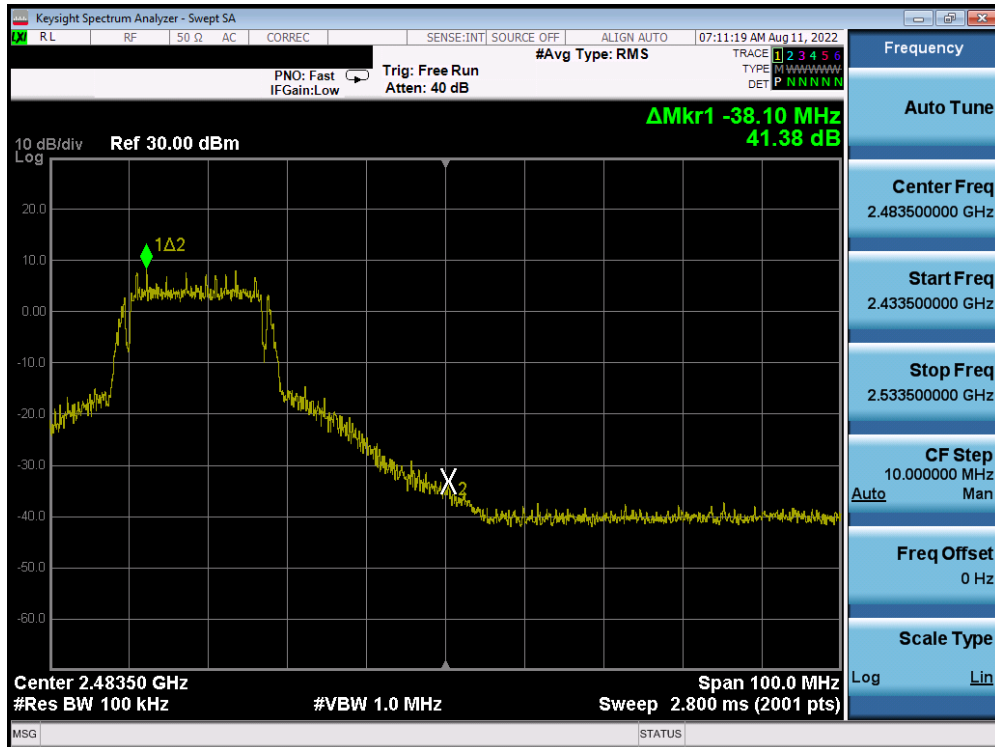 Keysight Spectrum Analyzer - Swept SA
LXI RL RF 50 Ω AC CORREC SENSE:INT SOURCE OFF ALIGN AUTO 07:11:19 AM Aug 11, 2022
#Avg Type: RMS
TRACE 1 2 3 4 5 6
PNO: Fast Trig: Free Run
TYPE M WWWWW
IFGain:Low Atten: 40 dB
DET P N N N N N
ΔMkr1 -38.10 MHz
41.38 dB
10 dB/div Ref 30.00 dBm
Log
20.0
1Δ2
10.0
0.00
-10.0
-20.0
-30.0
X2
-40.0
-50.0
-60.0
Center 2.48350 GHz Span 100.0 MHz
#Res BW 100 kHz #VBW 1.0 MHz Sweep 2.800 ms (2001 pts)
MSG STATUS
Frequency
Auto Tune
Center Freq
2.483500000 GHz
Start Freq
2.433500000 GHz
Stop Freq
2.533500000 GHz
CF Step
10.000000 MHz
Auto Man
Freq Offset
0 Hz
Scale Type
Log Lin